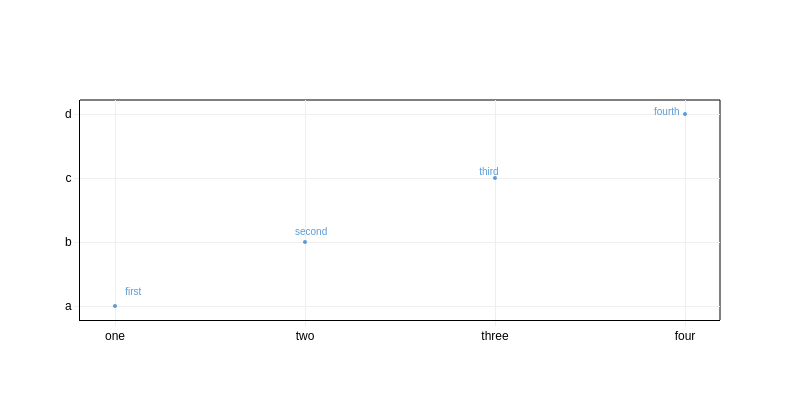 d
fourth
c
third
b
second
a
first
one
two
three
four